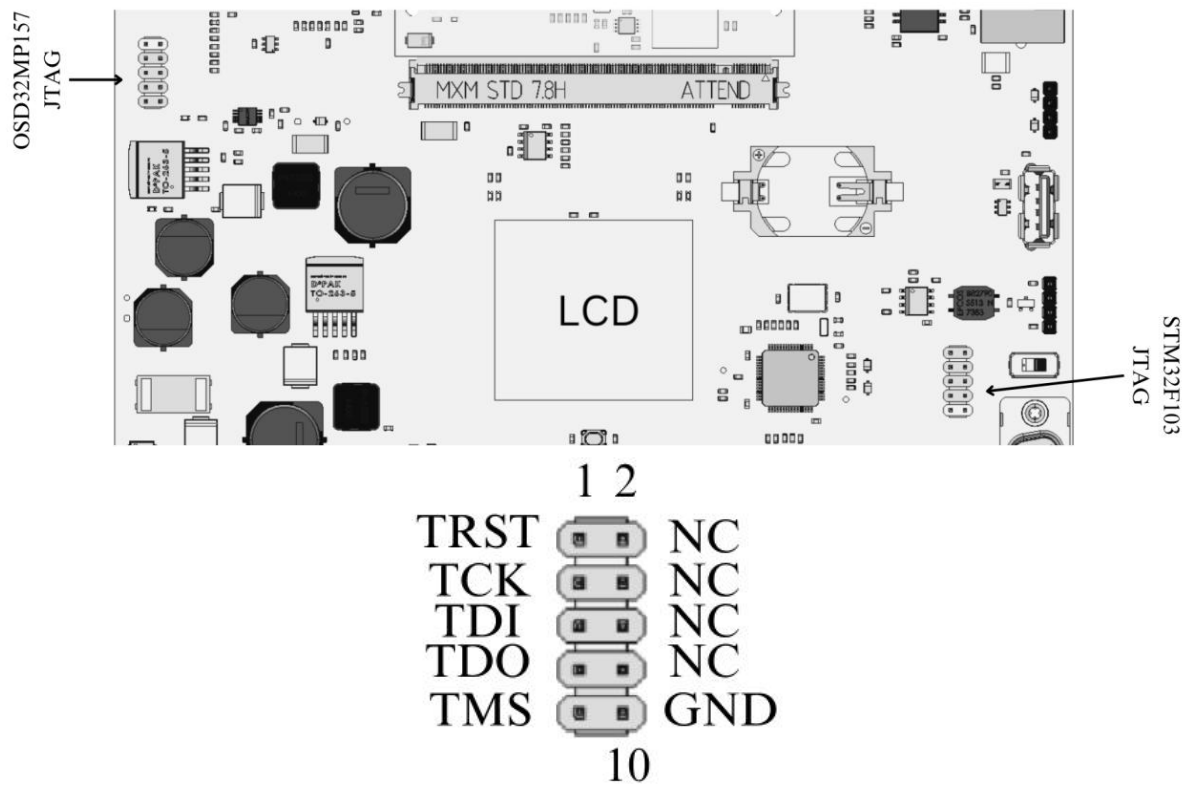 OSD32MP157
JTAG
MXM STD 7.8H
ATTEND
D²PAK
TO-263-5
D²PAK
TO-263-5
LCD
STM32F103
JTAG
1 2
TRST NC
TCK NC
TDI NC
TDO NC
TMS GND
10